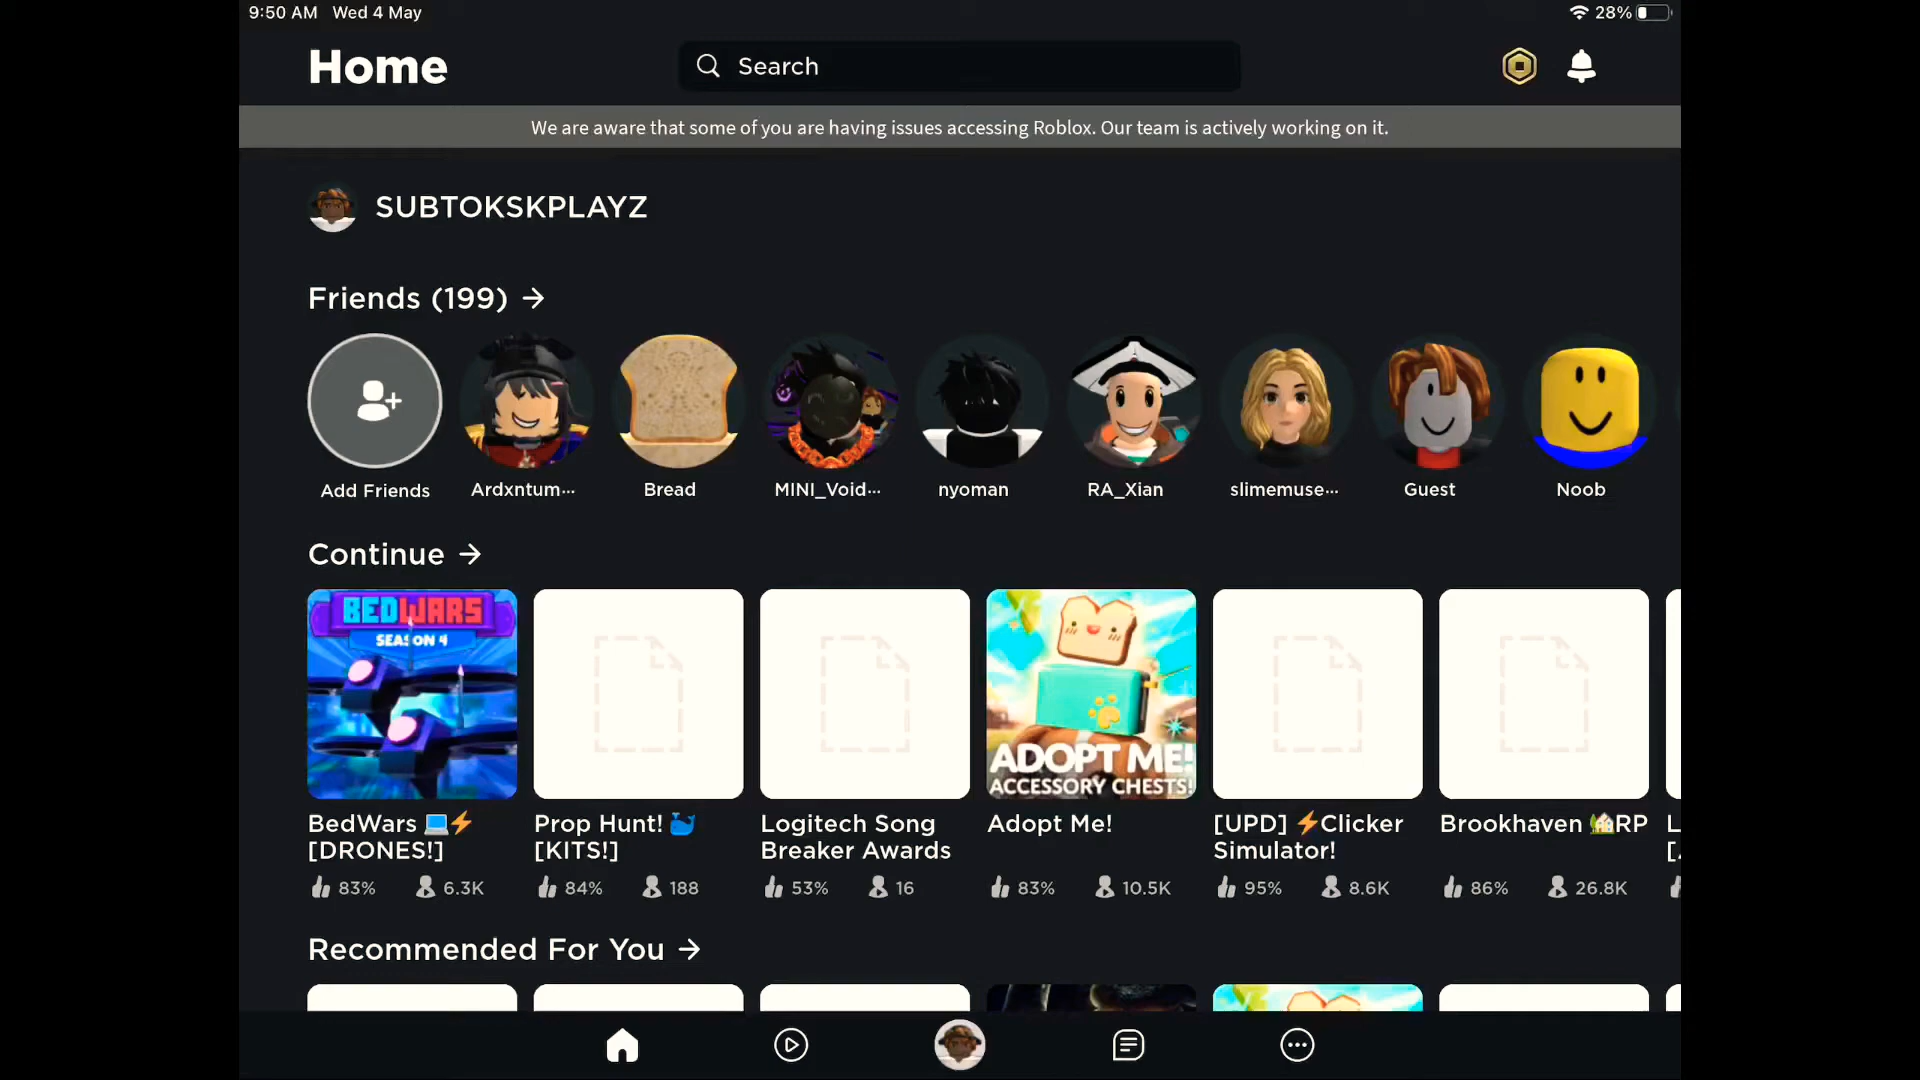 9:50 AM Wed 4 May 28%
Home
Search
We are aware that some of you are having issues accessing Roblox. Our team is actively working on it.
SUBTOKSKPLAYZ
Friends (199) →
Add Friends Ardxntum... Bread MINI_Void... nyoman RA_Xian slimemuse... Guest Noob
Continue →
BEDWARS
SEASON 4
ADOPT ME!
ACCESSORY CHESTS!
BedWars 💻⚡ Prop Hunt! 🐳 Logitech Song Adopt Me! [UPD] ⚡Clicker Brookhaven 🏡RP L
[DRONES!] [KITS!] Breaker Awards Simulator!
83% 6.3K 84% 188 53% 16 83% 10.5K 95% 8.6K 86% 26.8K
Recommended For You →